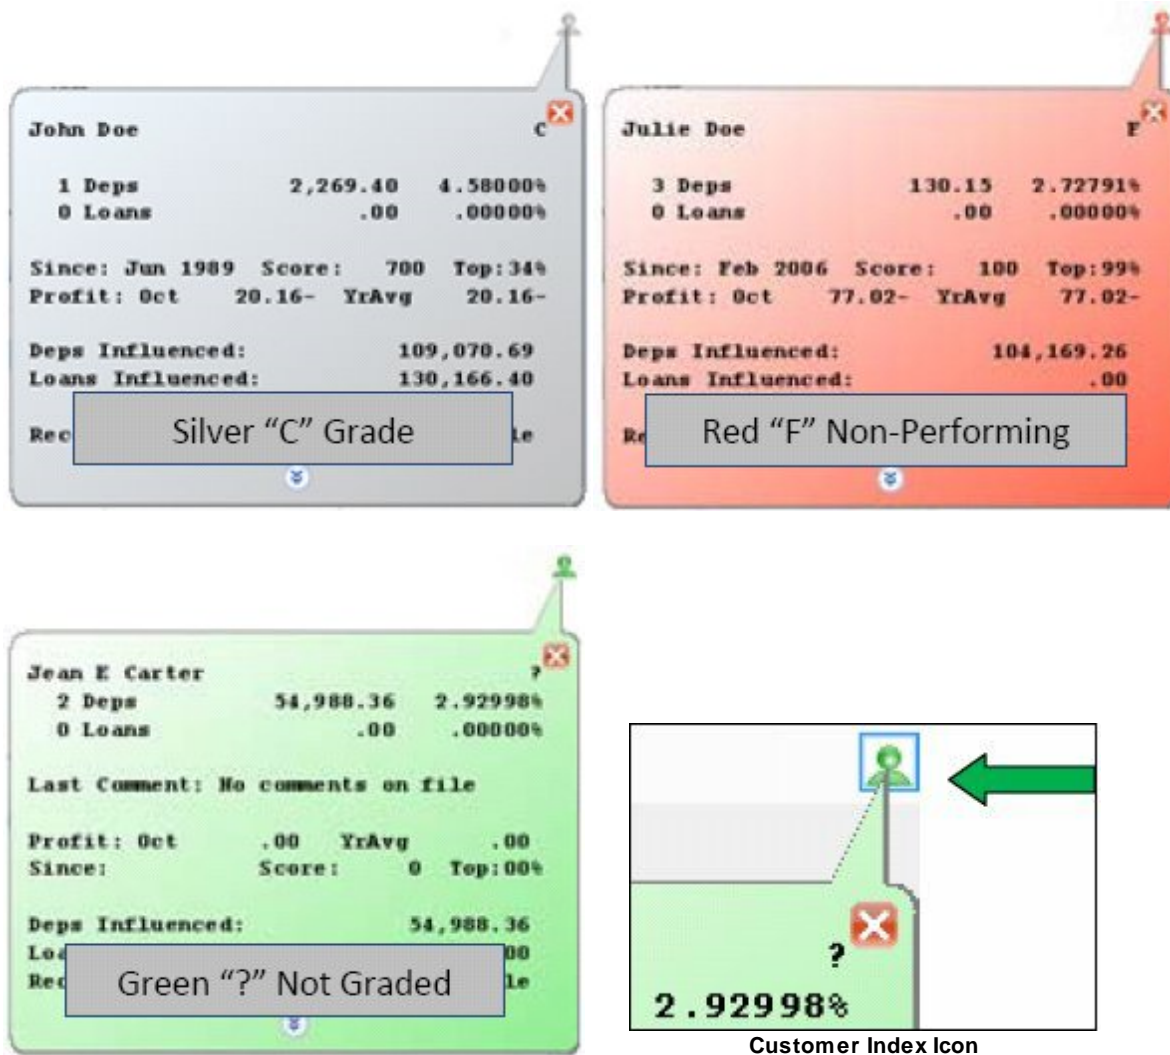 John Doe C
1 Deps 2,269.40 4.58000%
0 Loans .00 .00000%
Since: Jun 1989 Score: 700 Top:34%
Profit: Oct 20.16- YrAvg 20.16-
Deps Influenced: 109,070.69
Loans Influenced: 130,166.40
Rec le
Silver “C” Grade
Julie Doe F
3 Deps 130.15 2.72791%
0 Loans .00 .00000%
Since: Feb 2006 Score: 100 Top:99%
Profit: Oct 77.02- YrAvg 77.02-
Deps Influenced: 104,169.26
Loans Influenced: .00
Red “F” Non-Performing
Jean E Carter ?
2 Deps 54,988.36 2.92998%
0 Loans .00 .00000%
Last Comment: No comments on file
Profit: Oct .00 YrAvg .00
Since: Score: 0 Top:00%
Deps Influenced: 54,988.36
Loa 00
Rec le
Green “?” Not Graded
?
2.92998%
Customer Index Icon